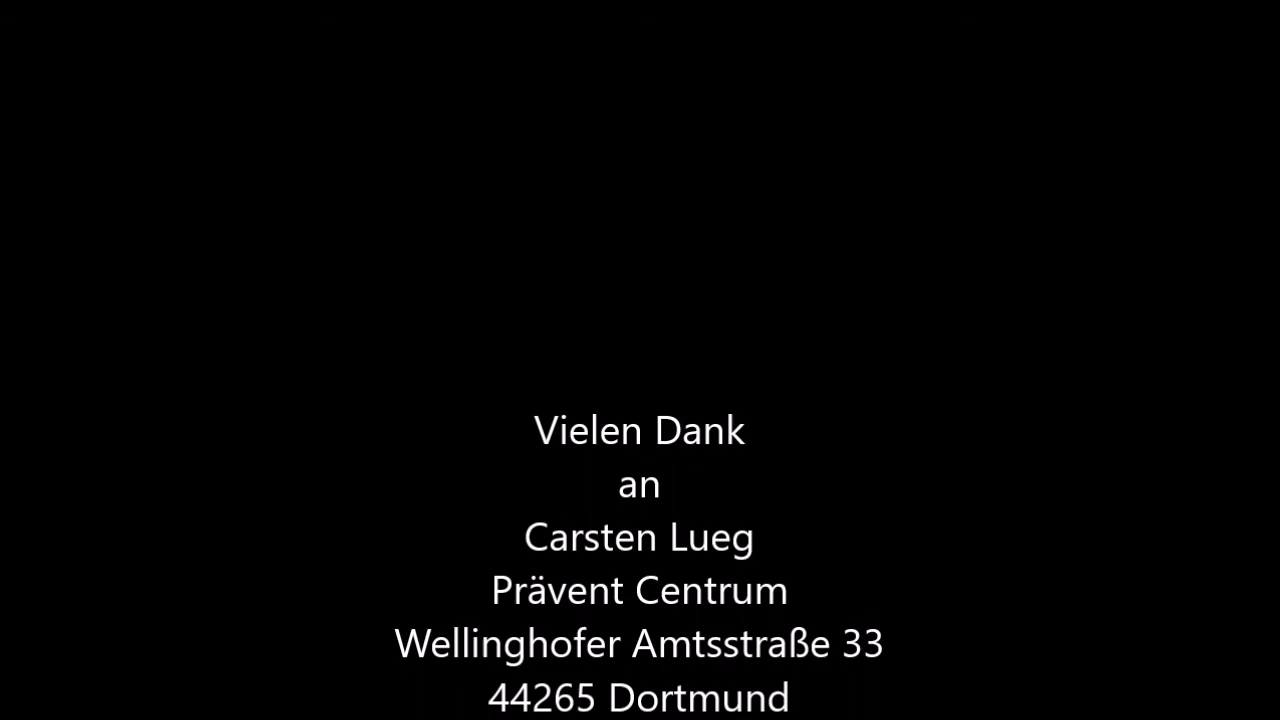 Vielen Dank
an
Carsten Lueg
Prävent Centrum
Wellinghofer Amtsstraße 33
44265 Dortmund